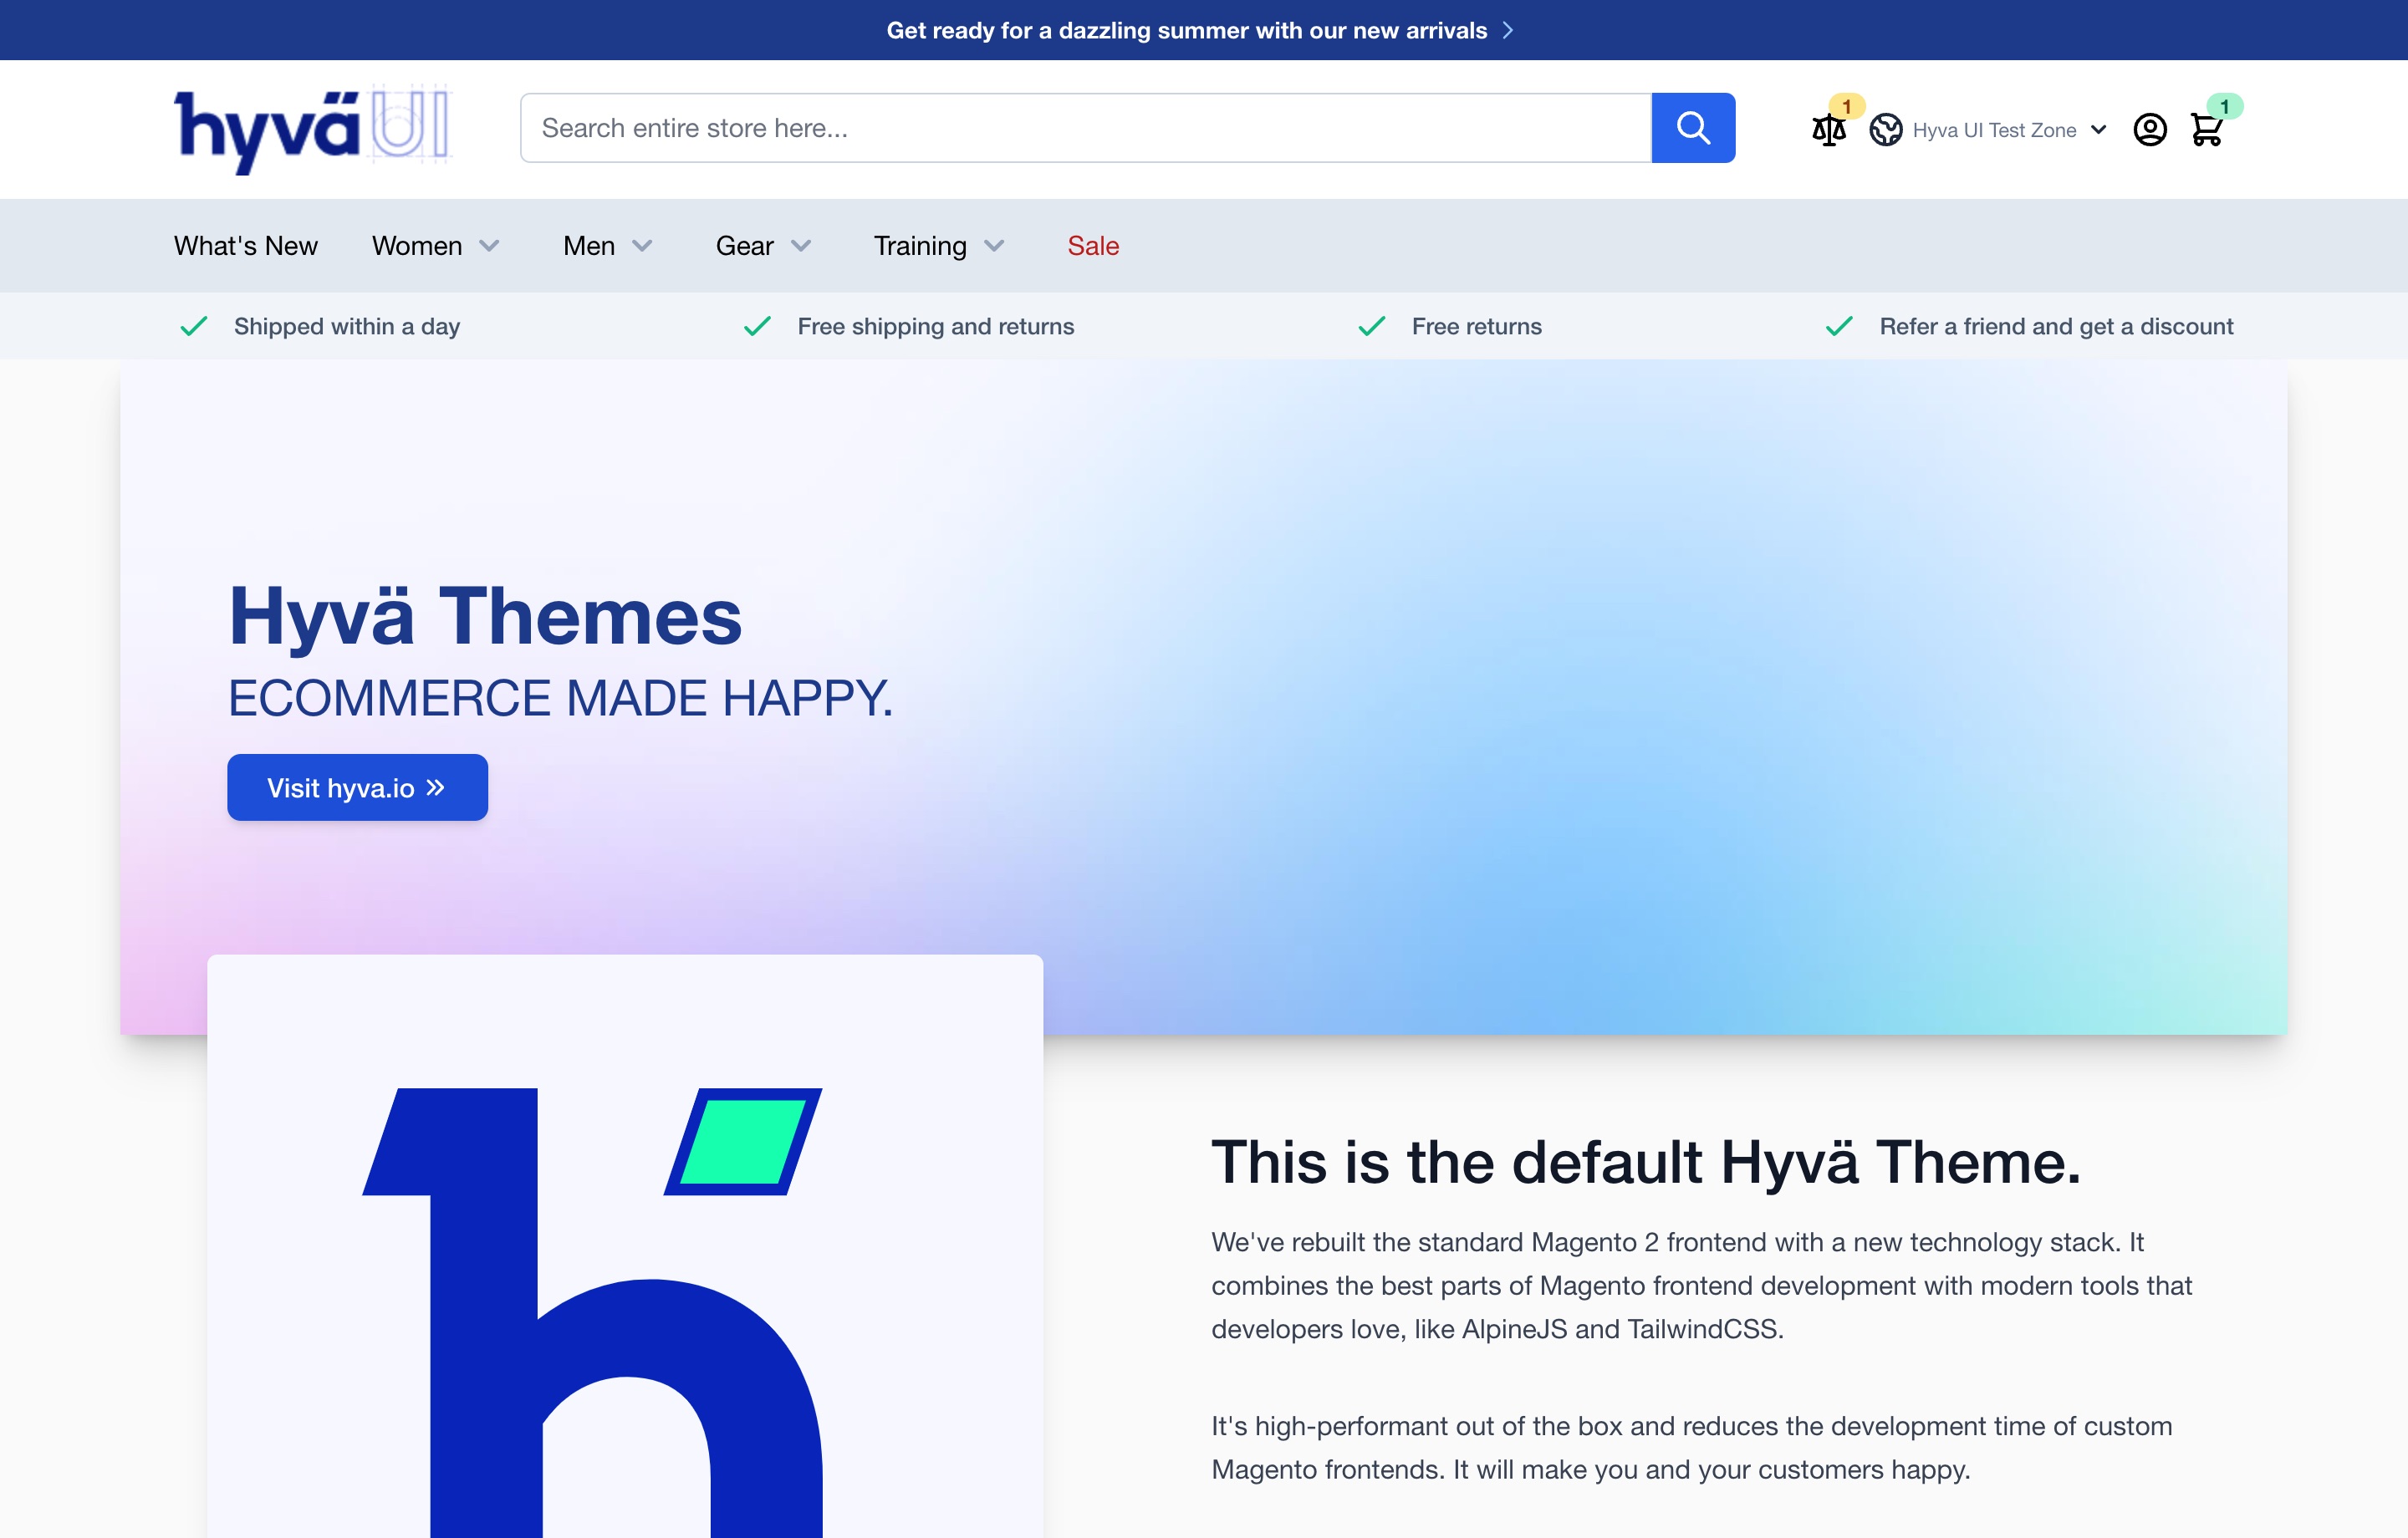 Get ready for a dazzling summer with our new arrivals
hyvä UI
Search entire store here...
1
Hyva UI Test Zone
1
What's New
Women
Men
Gear
Training
Sale
Shipped within a day
Free shipping and returns
Free returns
Refer a friend and get a discount
Hyvä Themes
ECOMMERCE MADE HAPPY.
Visit hyva.io »
This is the default Hyvä Theme.
We've rebuilt the standard Magento 2 frontend with a new technology stack. It
combines the best parts of Magento frontend development with modern tools that
developers love, like AlpineJS and TailwindCSS.
It's high-performant out of the box and reduces the development time of custom
Magento frontends. It will make you and your customers happy.